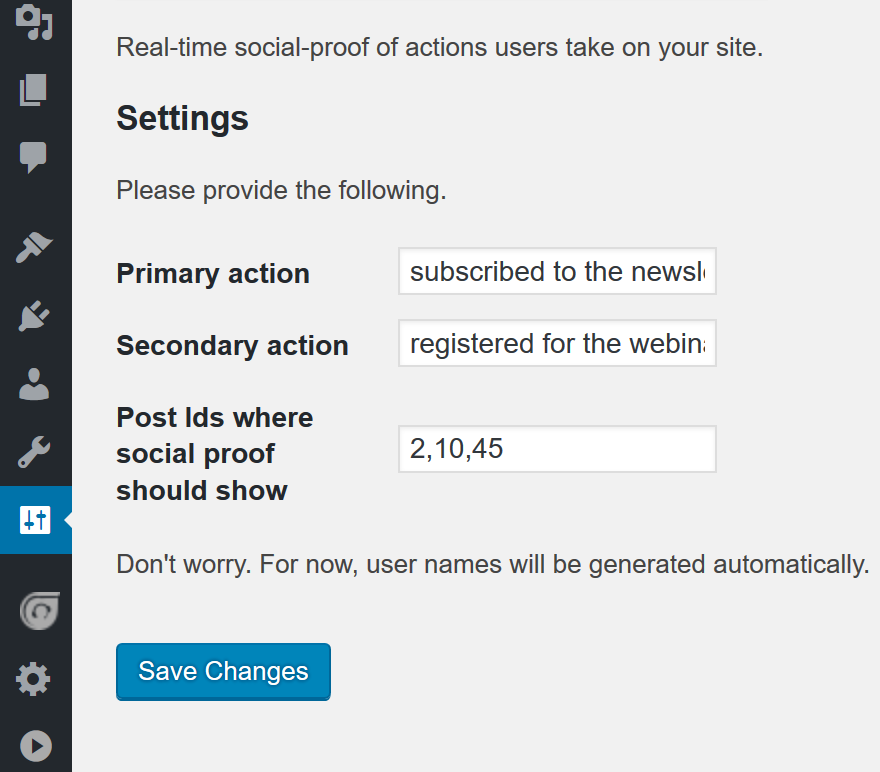 Real-time social-proof of actions users take on your site.
Settings
Please provide the following.
Primary action
subscribed to the newsl
Secondary action
registered for the webin
Post Ids where
social proof
should show
2,10,45
Don't worry. For now, user names will be generated automatically.
Save Changes